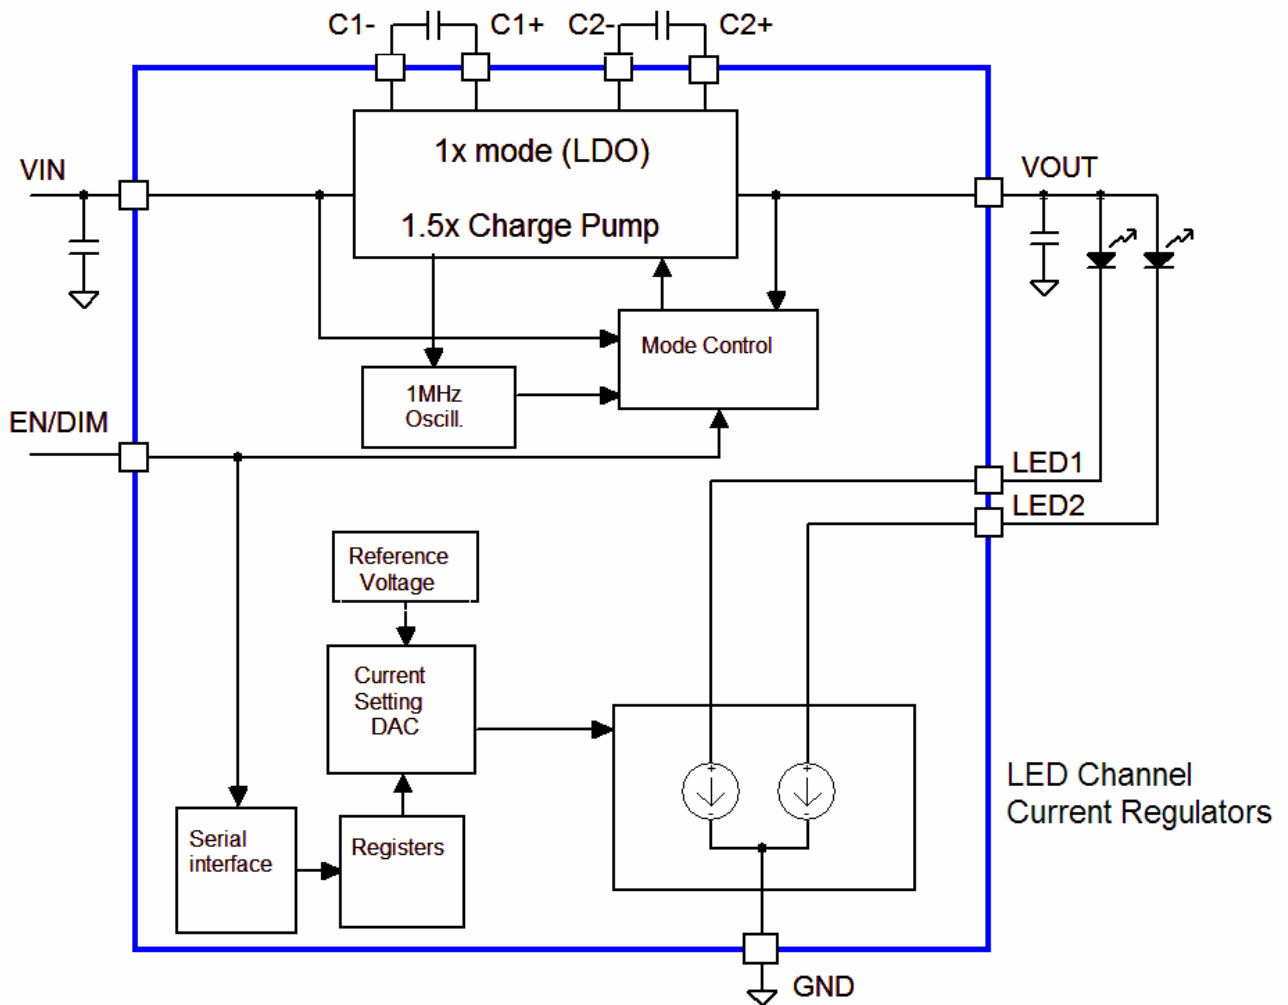 C1-
C1+
C2-
C2+
1x mode (LDO)
VIN
VOUT
1.5x Charge Pump
Mode Control
1MHz
Oscill.
EN/DIM
LED1
LED2
Reference
Voltage
Current
Setting
DAC
LED Channel
Current Regulators
Serial
interface
Registers
GND